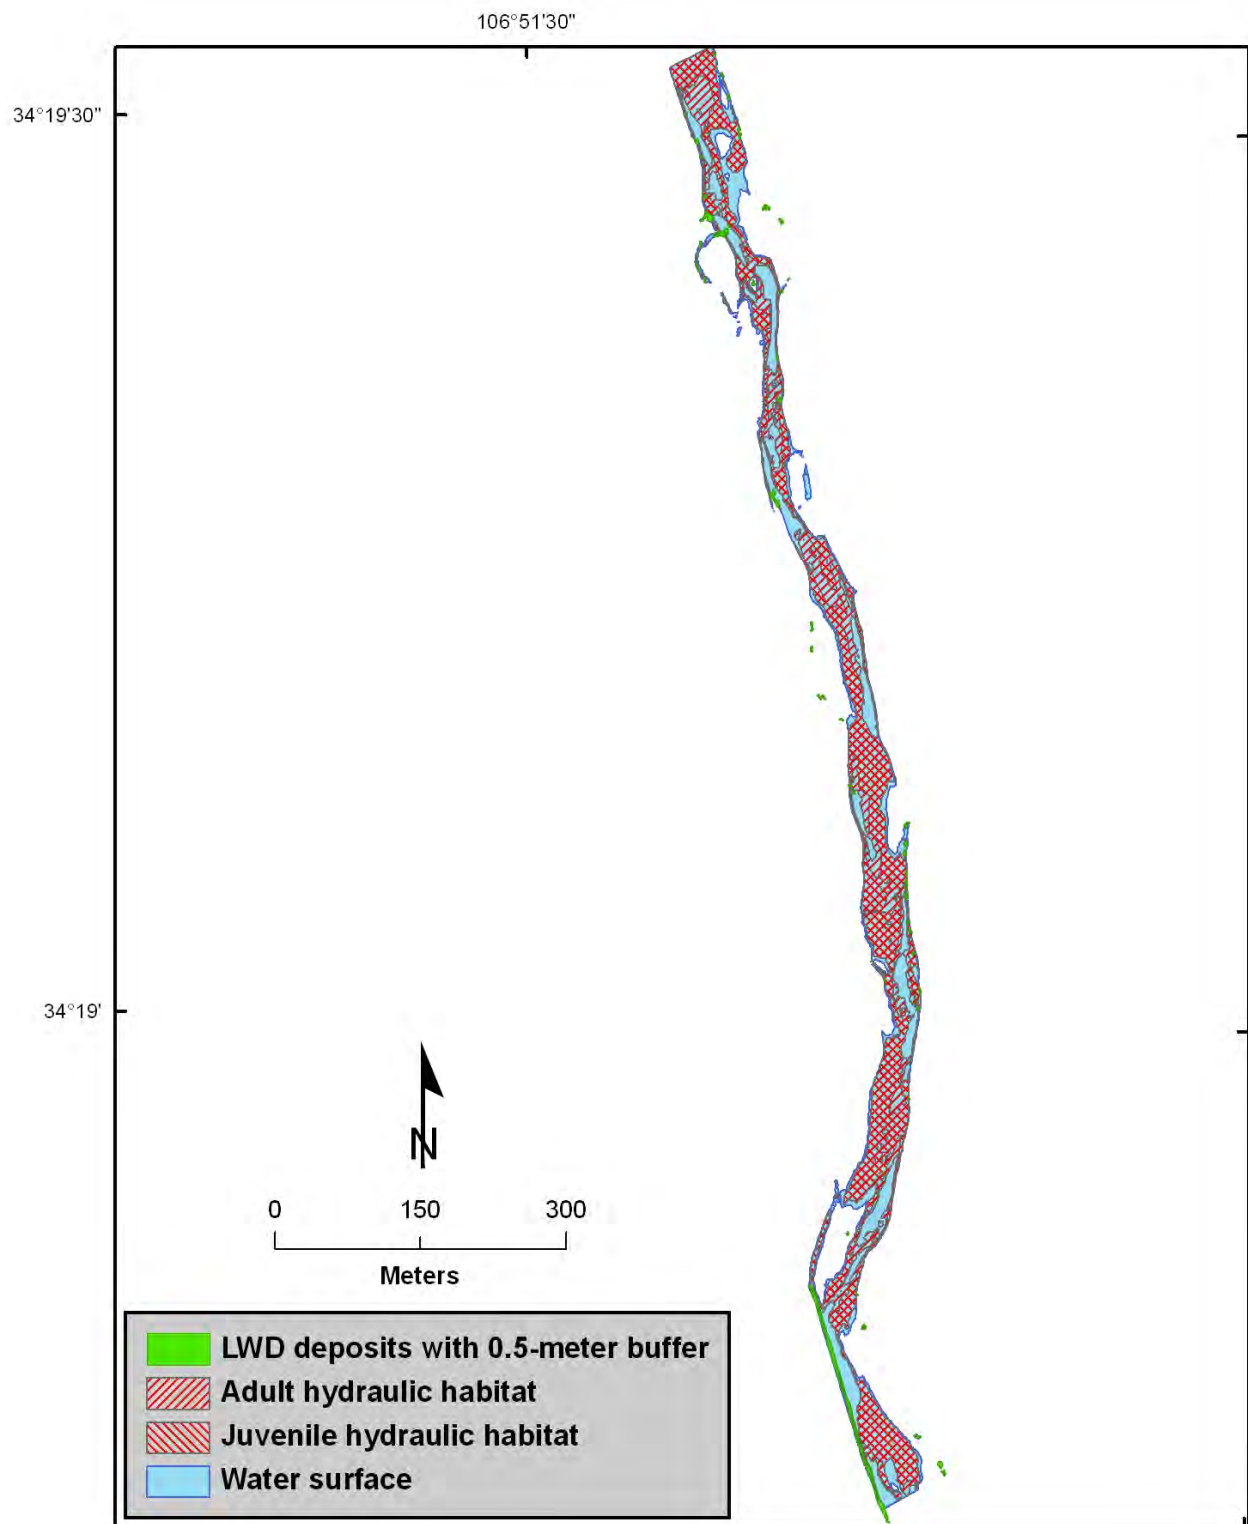 106°51'30"
34°19'30"
34°19'
N
0 150 300
Meters
LWD deposits with 0.5-meter buffer
Adult hydraulic habitat
Juvenile hydraulic habitat
Water surface